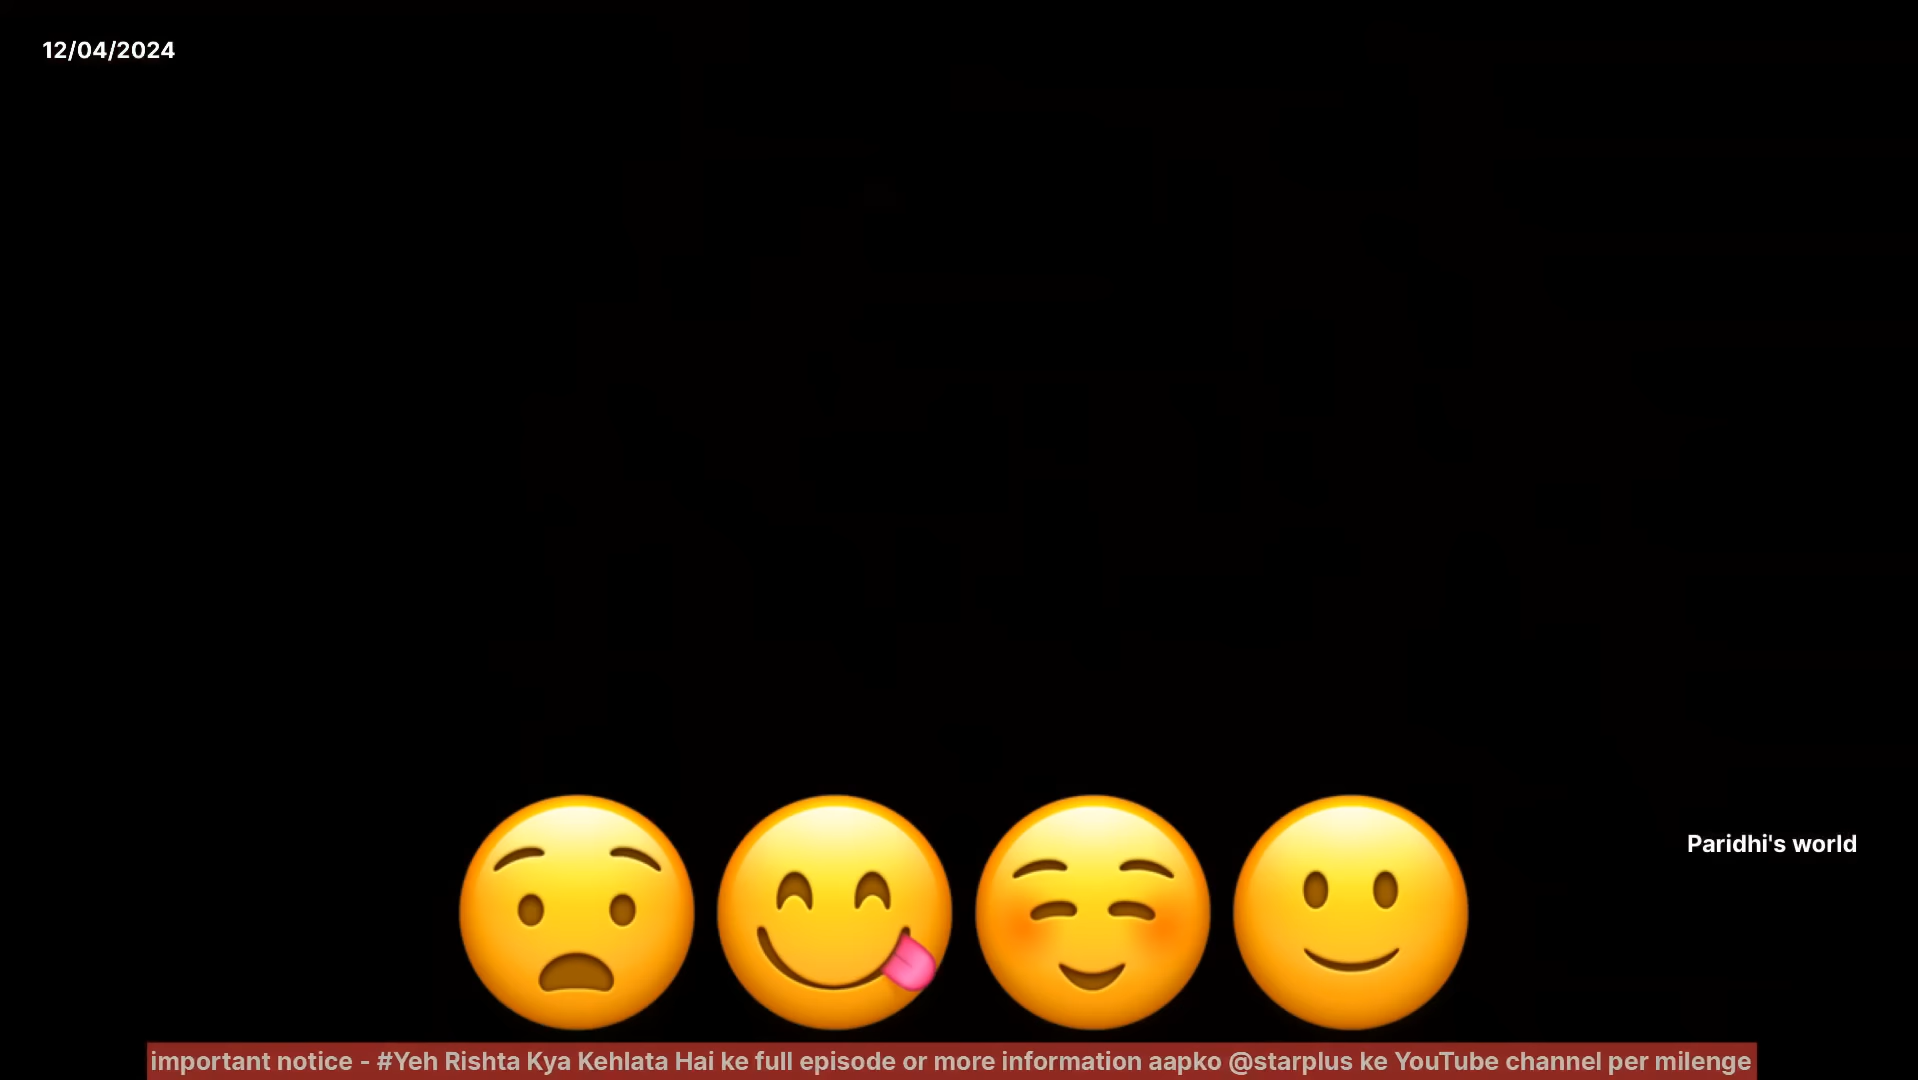 12/04/2024
Paridhi's world
important notice - #Yeh Rishta Kya Kehlata Hai ke full episode or more information aapko @starplus ke YouTube channel per milenge